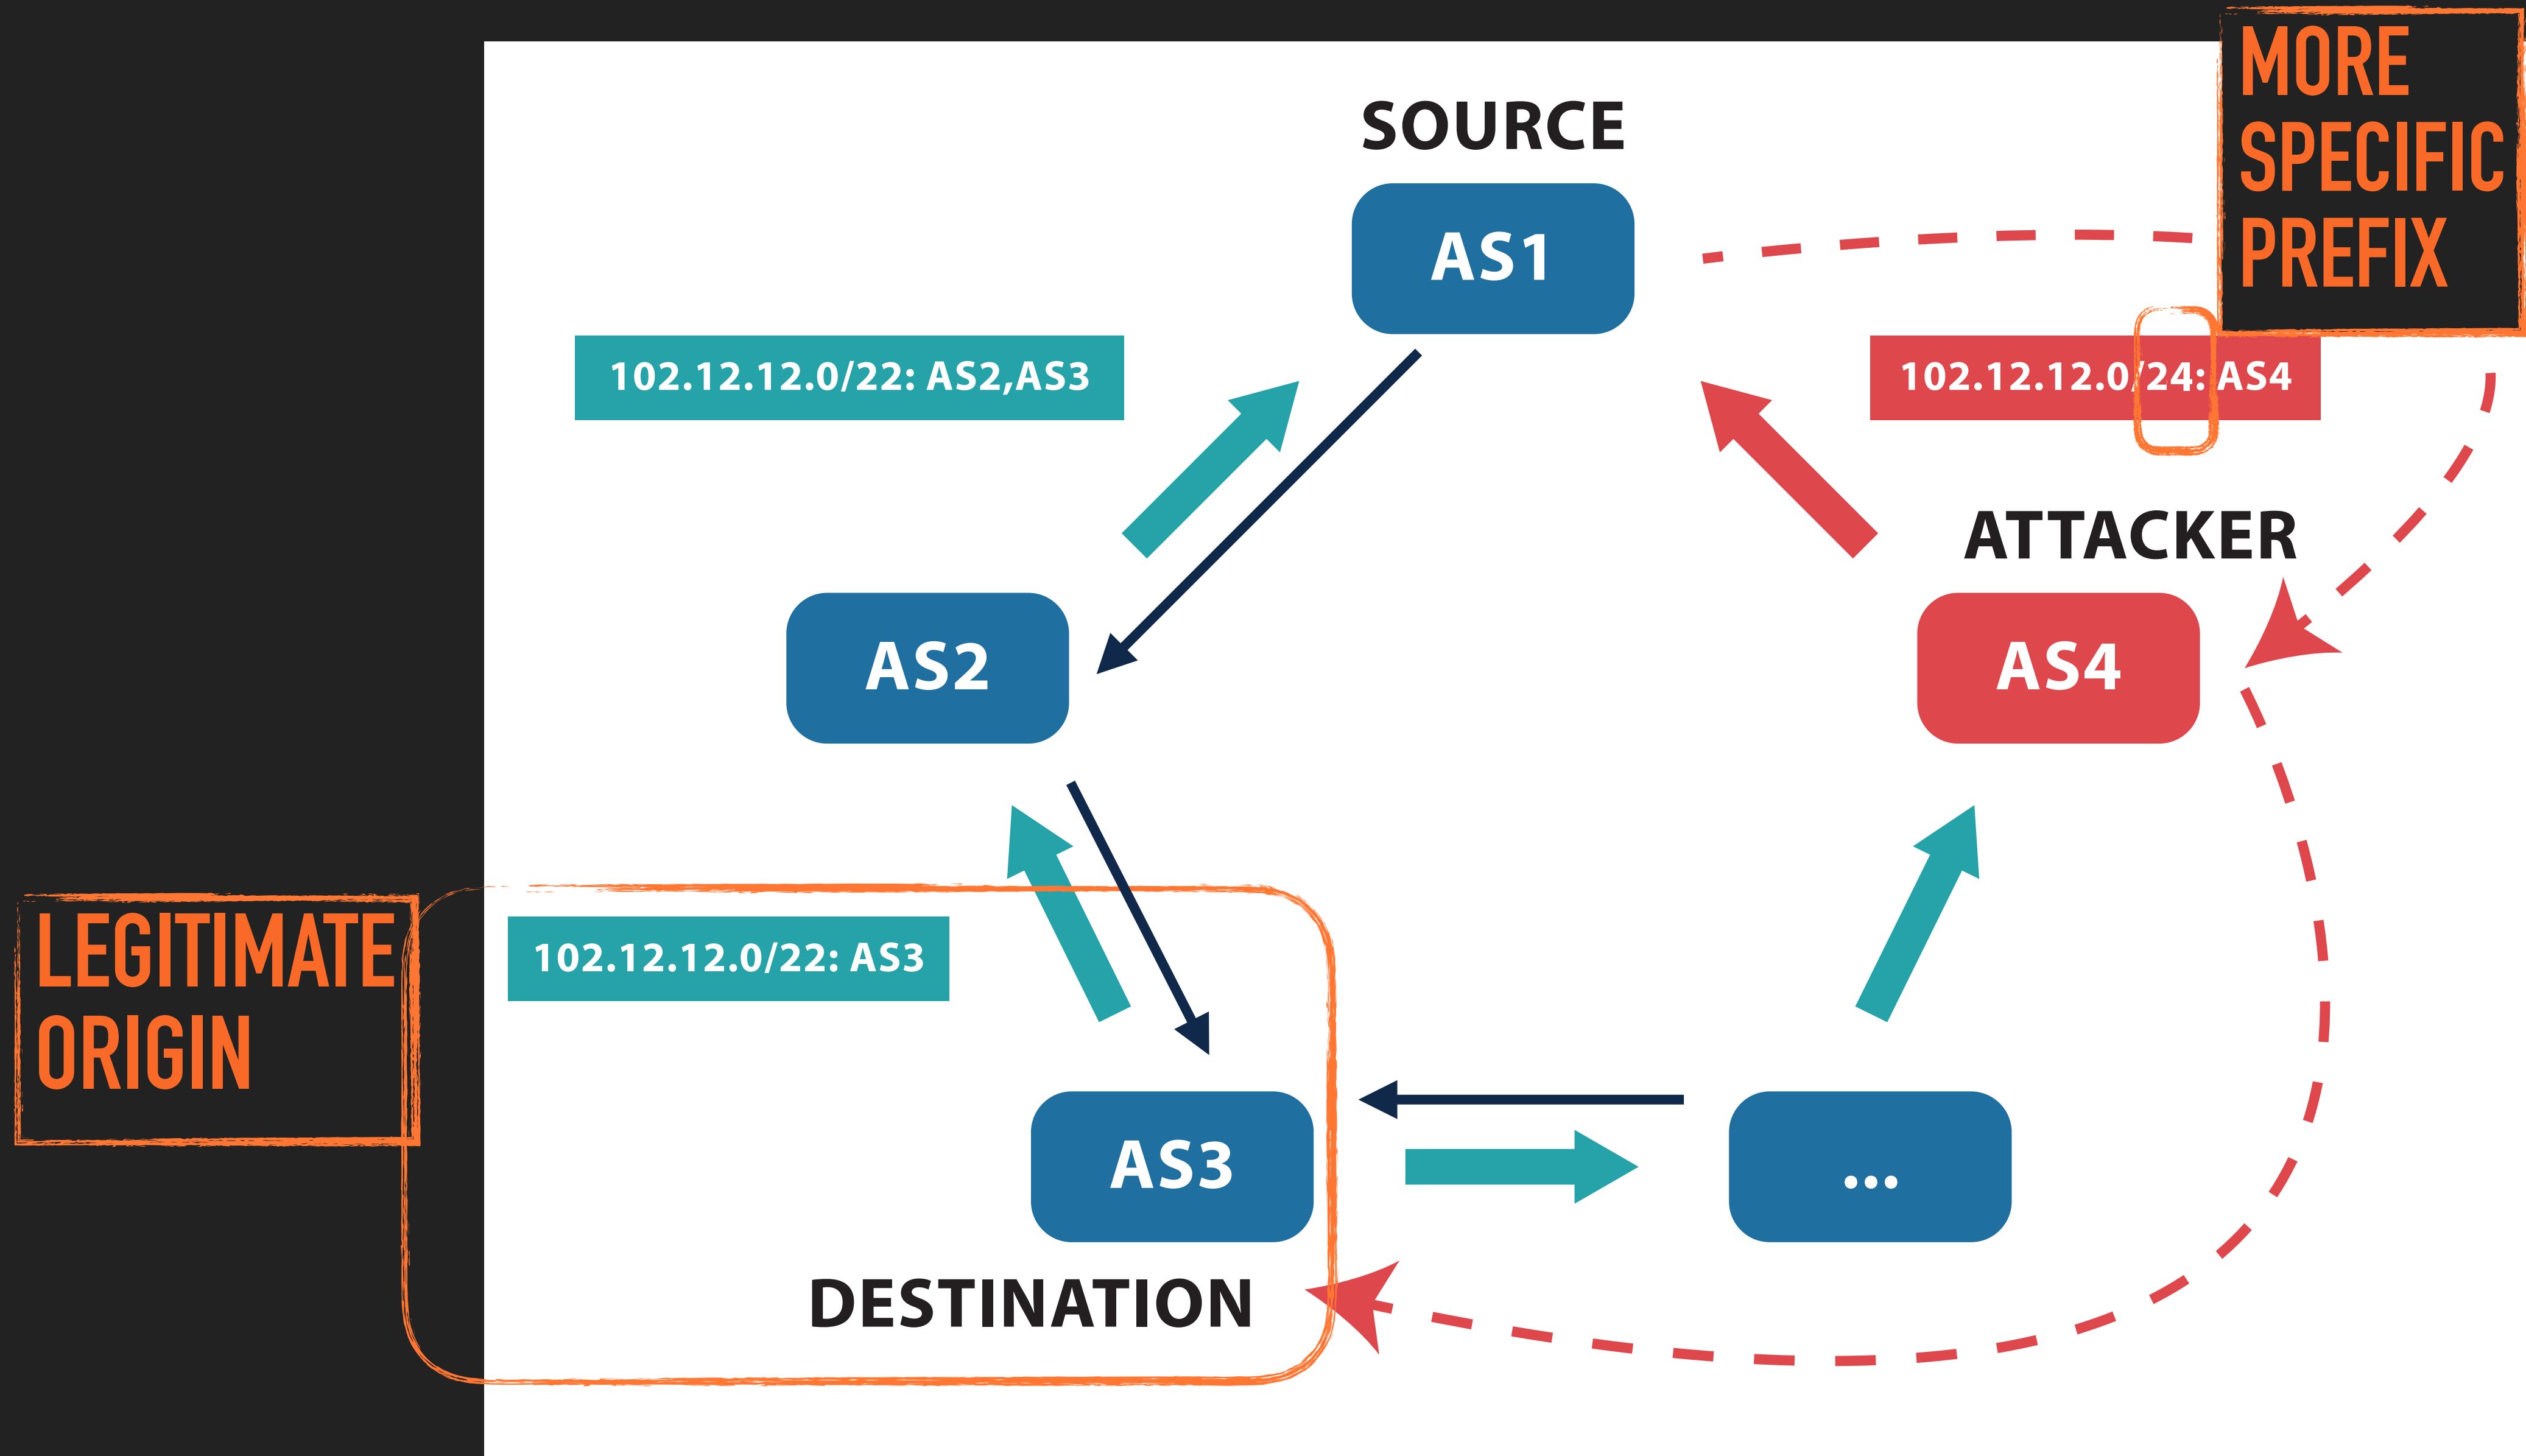 MORE
SPECIFIC
PREFIX
SOURCE
AS1
102.12.12.0/22: AS2,AS3
102.12.12.0/24: AS4
ATTACKER
AS2
AS4
LEGITIMATE
ORIGIN
102.12.12.0/22: AS3
AS3
...
DESTINATION